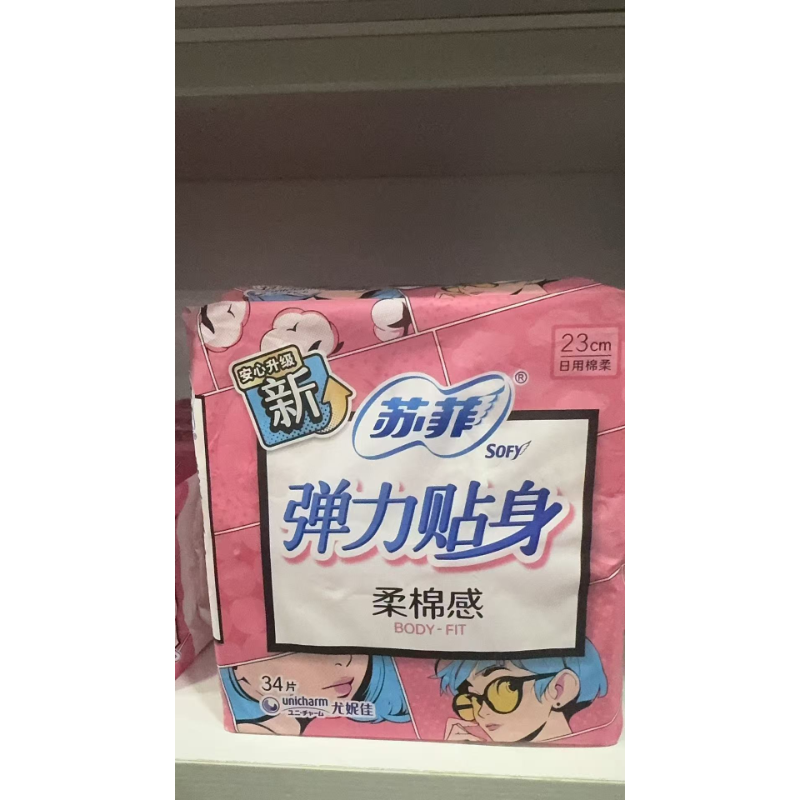 安心升级
新
23cm
日用棉柔
苏菲®
SOFY
弹力贴身
柔棉感
BODY-FIT
34片
unicharm
ユニ・チャーム
尤妮佳